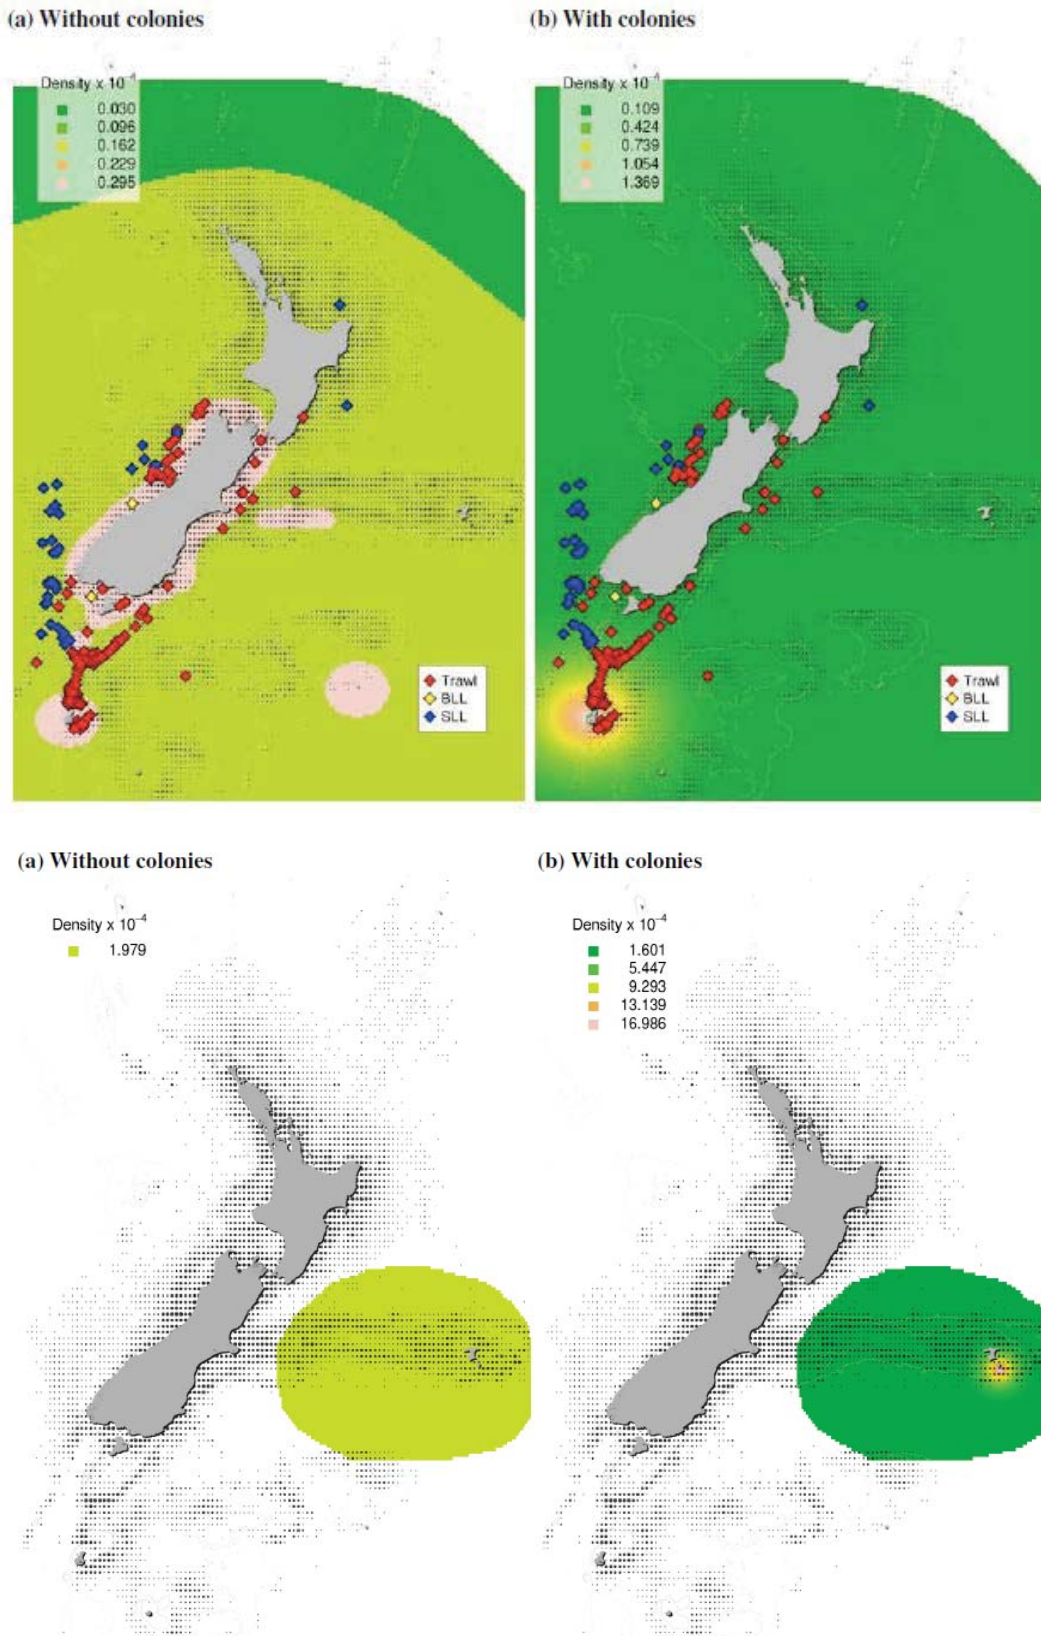 (a) Without colonies
(b) With colonies
Density x 10⁻⁴
0.030
0.096
0.162
0.229
0.295
Density x 10⁻⁴
0.109
0.424
0.739
1.054
1.369
Trawl
BLL
SLL
Trawl
BLL
SLL
(a) Without colonies
(b) With colonies
Density x 10⁻⁴
1.979
Density x 10⁻⁴
1.601
5.447
9.293
13.139
16.986